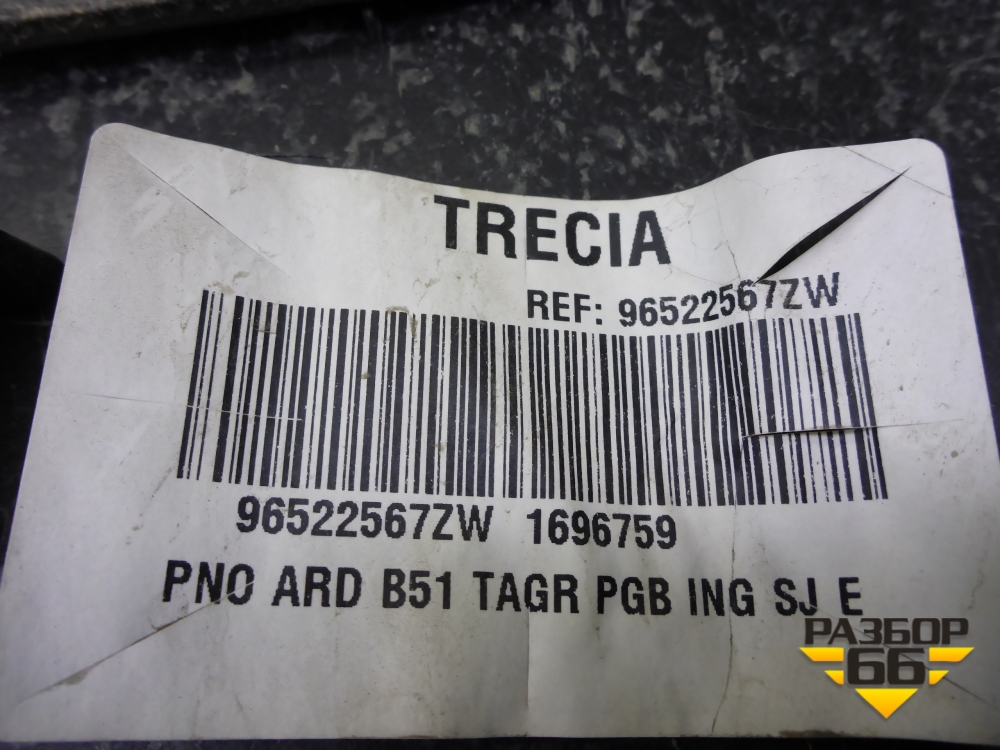 TRECIA
REF: 96522567ZW
96522567ZW 1696759
PNO ARD B51 TAGR PGB ING SJ E
РАЗБОР
66